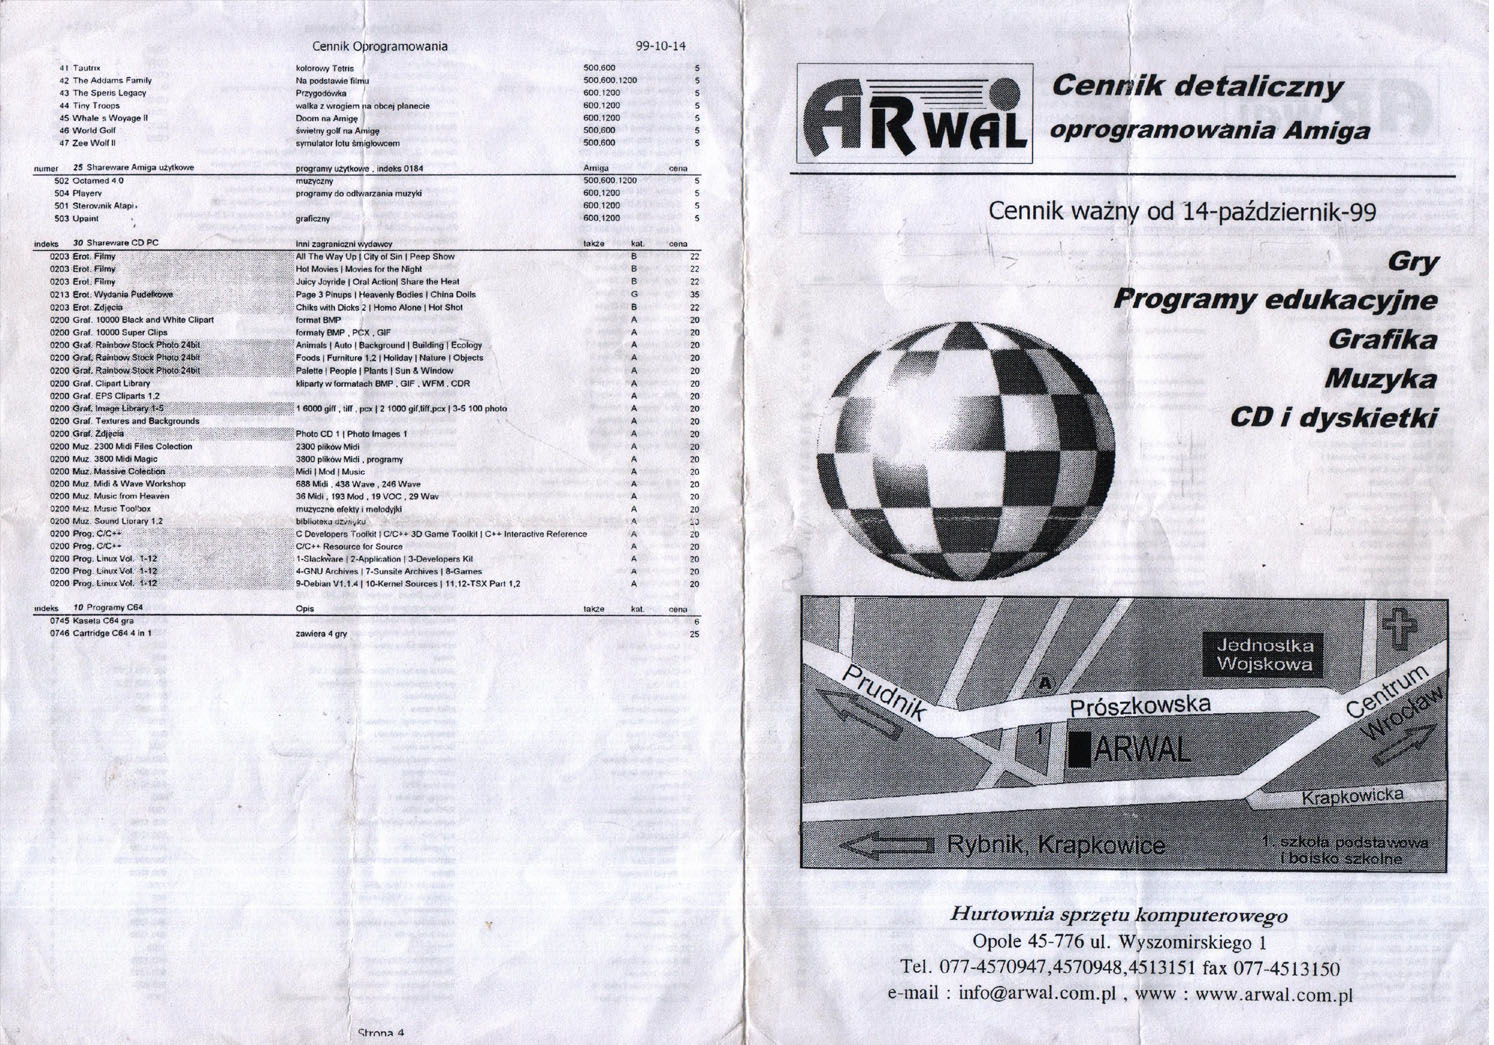 Cennik Oprogramowania 99-10-14
41 Tautrix kolorowy Tetris 500,600 5
42 The Addams Family Na podstawie filmu 500,600,1200 5
43 The Speris Legacy Przygodówka 600,1200 5
44 Tiny Troops walka z wrogiem na obcej planecie 600,1200 5
45 Whale s Woyage II Doom na Amigę 600,1200 5
46 World Golf świetny golf na Amigę 500,600 5
47 Zee Wolf II symulator lotu śmigłowcem 500,600 5
numer 25 Shareware Amiga użytkowe programy użytkowe , indeks 0184 Amiga cena
502 Octamed 4.0 muzyczny 500,600,1200 5
504 Playery programy do odtwarzania muzyki 600,1200 5
501 Sterownik Atapi 600,1200 5
503 Upaint graficzny 600,1200 5
indeks 30 Shareware CD PC Inni zagraniczni wydawcy także kat. cena
0203 Erot. Filmy All The Way Up | City of Sin | Peep Show B 22
0203 Erot. Filmy Hot Movies | Movies for the Night B 22
0203 Erot. Filmy Juicy Joyride | Oral Action| Share the Heat B 22
0213 Erot. Wydania Pudełkowe Page 3 Pinups | Heavenly Bodies | China Dolls G 35
0203 Erot. Zdjęcia Chiks with Dicks 2 | Homo Alone | Hot Shot B 22
0200 Graf. 10000 Black and White Clipart format BMP A 20
0200 Graf. 10000 Super Clips formaty BMP , PCX , GIF A 20
0200 Graf. Rainbow Stock Photo 24bit Animals | Auto | Background | Building | Ecology A 20
0200 Graf. Rainbow Stock Photo 24bit Foods | Furniture 1,2 | Holiday | Nature | Objects A 20
0200 Graf. Rainbow Stock Photo 24bit Palette | People | Plants | Sun & Window A 20
0200 Graf. Clipart Library kliparty w formatach BMP , GIF , WFM , CDR A 20
0200 Graf. EPS Cliparts 1,2 A 20
0200 Graf. Image Library 1-5 1 6000 giff , tiff , pcx | 2 1000 gif,tiff,pcx | 3-5 100 photo A 20
0200 Graf. Textures and Backgrounds A 20
0200 Graf. Zdjęcia Photo CD 1 | Photo Images 1 A 20
0200 Muz. 2300 Midi Files Colection 2300 plików Midi A 20
0200 Muz. 3800 Midi Magic 3800 plików Midi , programy A 20
0200 Muz. Massive Colection Midi | Mod | Music A 20
0200 Muz. Midi & Wave Workshop 688 Midi , 438 Wave , 246 Wave A 20
0200 Muz. Music from Heaven 36 Midi , 193 Mod , 19 VOC , 29 Wav A 20
0200 Muz. Music Toolbox muzyczne efekty i melodyjki A 20
0200 Muz. Sound Library 1,2 biblioteka dźwięku A
0200 Prog. C/C++ C Developers Toolkit | C/C++ 3D Game Toolkit | C++ Interactive Reference A 20
0200 Prog. C/C++ C/C++ Resource for Source A 20
0200 Prog. Linux Vol. 1-12 1-Slackware | 2-Application | 3-Developers Kit A 20
0200 Prog. Linux Vol. 1-12 4-GNU Archives | 7-Sunsite Archives | 8-Games A 20
0200 Prog. Linux Vol. 1-12 9-Debian V1.1.4 | 10-Kernel Sources | 11,12-TSX Part 1,2 A 20
indeks 10 Programy C64 Opis także kat. cena
0745 Kaseta C64 gra 6
0746 Cartridge C64 4 in 1 zawiera 4 gry 25
Strona 4
ARWAL
Cennik detaliczny
oprogramowania Amiga
Cennik ważny od 14-październik-99
Gry
Programy edukacyjne
Grafika
Muzyka
CD i dyskietki
Jednostka
Wojskowa
Prudnik
A
Prószkowska
Centrum
Wrocław
1
ARWAL
Krapkowicka
Rybnik, Krapkowice
1. szkoła podstawowa
i boisko szkolne
Hurtownia sprzętu komputerowego
Opole 45-776 ul. Wyszomirskiego 1
Tel. 077-4570947,4570948,4513151 fax 077-4513150
e-mail : info@arwal.com.pl , www : www.arwal.com.pl